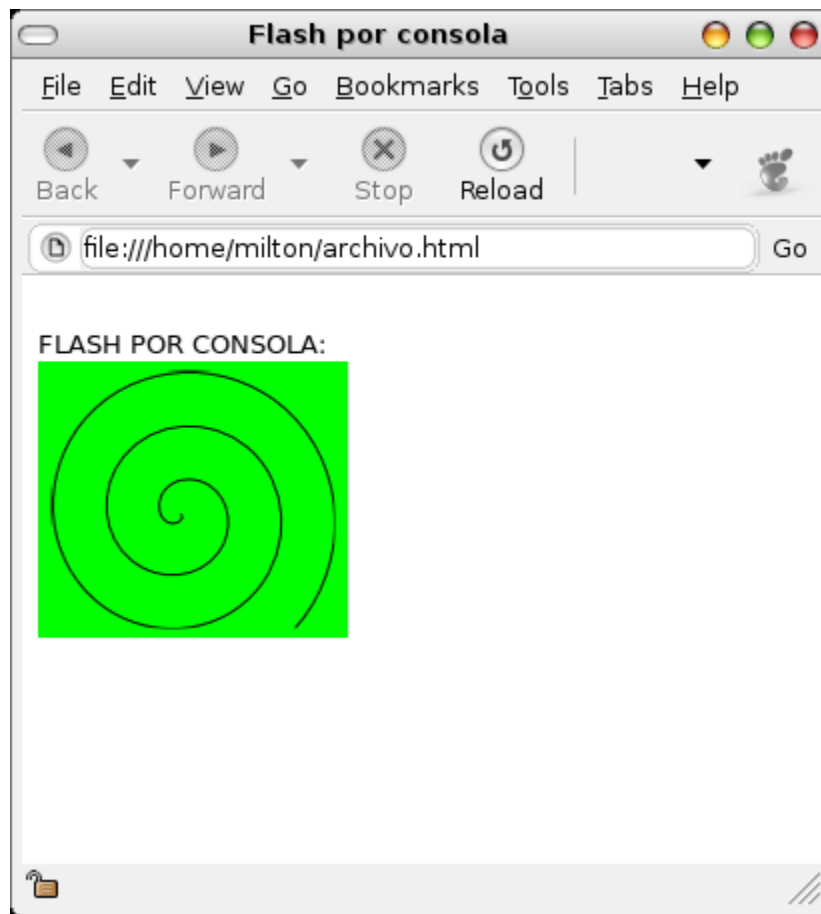 Flash por consola
File Edit View Go Bookmarks Tools Tabs Help
Back Forward Stop Reload
file:///home/milton/archivo.html Go
FLASH POR CONSOLA: